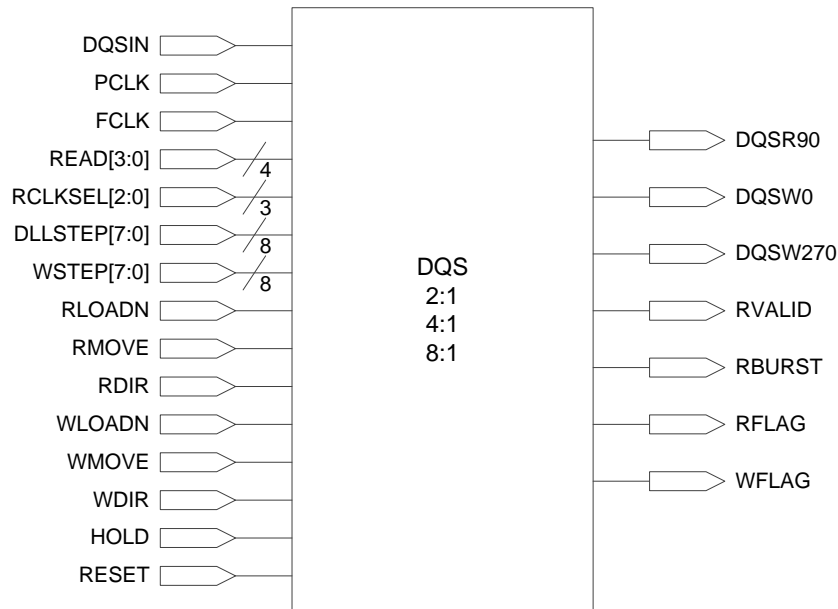 DQSIN
PCLK
FCLK
READ[3:0]
4
RCLKSEL[2:0]
3
DLLSTEP[7:0]
8
WSTEP[7:0]
8
RLOADN
RMOVE
RDIR
WLOADN
WMOVE
WDIR
HOLD
RESET
DQS
2:1
4:1
8:1
DQSR90
DQSW0
DQSW270
RVALID
RBURST
RFLAG
WFLAG